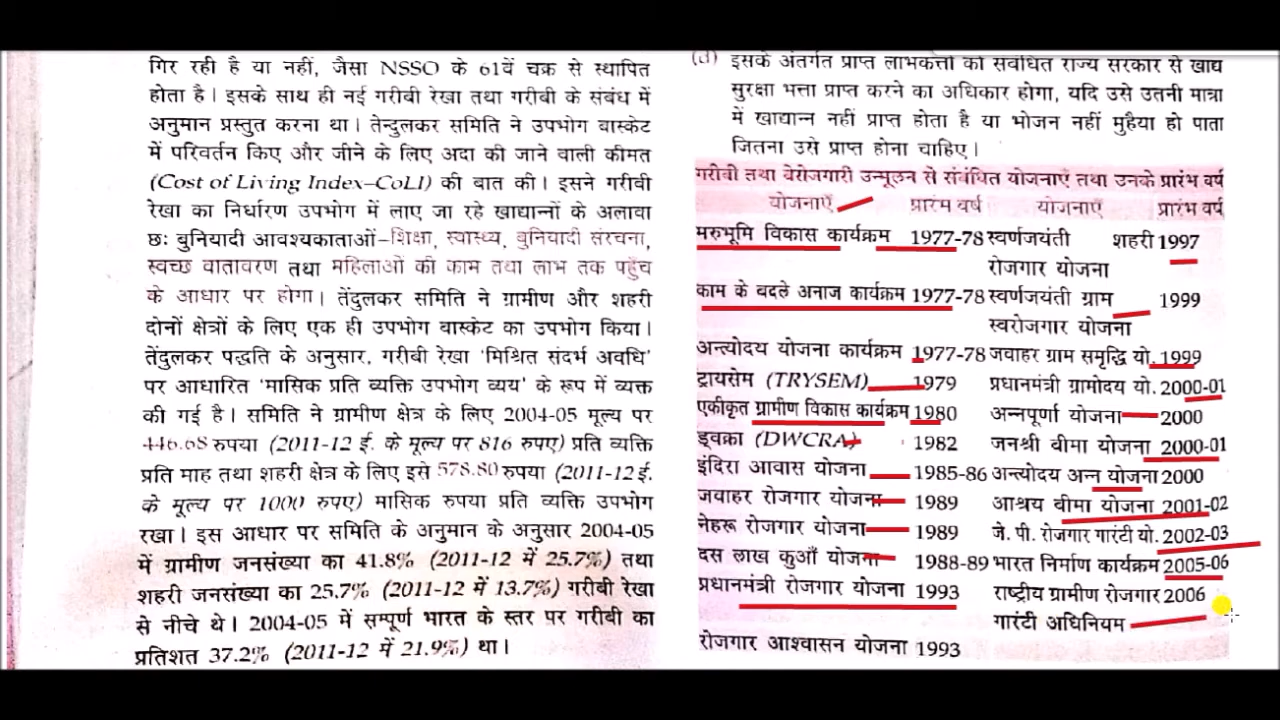 गिर रही है या नहीं, जैसा NSSO के 61वें चक्र से स्थापित
होता है। इसके साथ ही नई गरीबी रेखा तथा गरीबी के संबंध में
अनुमान प्रस्तुत करना था। तेन्दुलकर समिति ने उपभोग बास्केट
में परिवर्तन किए और जीने के लिए अदा की जाने वाली कीमत
(Cost of Living Index–CoLI) की बात की। इसने गरीबी
रेखा का निर्धारण उपभोग में लाए जा रहे खाद्यान्नों के अलावा
छः बुनियादी आवश्यकताओं–शिक्षा, स्वास्थ्य, बुनियादी संरचना,
स्वच्छ वातावरण तथा महिलाओं की काम तथा लाभ तक पहुँच
के आधार पर होगा। तेंदुलकर समिति ने ग्रामीण और शहरी
दोनों क्षेत्रों के लिए एक ही उपभोग बास्केट का उपभोग किया।
तेंदुलकर पद्धति के अनुसार, गरीबी रेखा 'मिश्रित संदर्भ अवधि'
पर आधारित 'मासिक प्रति व्यक्ति उपभोग व्यय' के रूप में व्यक्त
की गई है। समिति ने ग्रामीण क्षेत्र के लिए 2004-05 मूल्य पर
446.68 रुपया (2011-12 ई. के मूल्य पर 816 रुपए) प्रति व्यक्ति
प्रति माह तथा शहरी क्षेत्र के लिए इसे 578.80 रुपया (2011-12 ई.
के मूल्य पर 1000 रुपए) मासिक रुपया प्रति व्यक्ति उपभोग
रखा। इस आधार पर समिति के अनुमान के अनुसार 2004-05
में ग्रामीण जनसंख्या का 41.8% (2011-12 में 25.7%) तथा
शहरी जनसंख्या का 25.7% (2011-12 में 13.7%) गरीबी रेखा
से नीचे थे। 2004-05 में सम्पूर्ण भारत के स्तर पर गरीबी का
प्रतिशत 37.2% (2011-12 में 21.9%) था।
(d) इसके अंतर्गत प्राप्त लाभकर्त्ता को संबंधित राज्य सरकार से खाद्य
सुरक्षा भत्ता प्राप्त करने का अधिकार होगा, यदि उसे उतनी मात्रा
में खाद्यान्न नहीं प्राप्त होता है या भोजन नहीं मुहैया हो पाता
जितना उसे प्राप्त होना चाहिए।
गरीबी तथा बेरोजगारी उन्मूलन से संबंधित योजनाएँ तथा उनके प्रारंभ वर्ष
योजनाएँ प्रारंभ वर्ष योजनाएँ प्रारंभ वर्ष
मरुभूमि विकास कार्यक्रम 1977-78 स्वर्णजयंती शहरी 1997
रोजगार योजना
काम के बदले अनाज कार्यक्रम 1977-78 स्वर्णजयंती ग्राम 1999
स्वरोजगार योजना
अन्त्योदय योजना कार्यक्रम 1977-78 जवाहर ग्राम समृद्धि यो. 1999
ट्रायसेम (TRYSEM) 1979 प्रधानमंत्री ग्रामोदय यो. 2000-01
एकीकृत ग्रामीण विकास कार्यक्रम 1980 अन्नपूर्णा योजना 2000
ड्वक्रा (DWCRA) 1982 जनश्री बीमा योजना 2000-01
इंदिरा आवास योजना 1985-86 अन्त्योदय अन्न योजना 2000
जवाहर रोजगार योजना 1989 आश्रय बीमा योजना 2001-02
नेहरू रोजगार योजना 1989 जे. पी. रोजगार गारंटी यो. 2002-03
दस लाख कुआँ योजना 1988-89 भारत निर्माण कार्यक्रम 2005-06
प्रधानमंत्री रोजगार योजना 1993 राष्ट्रीय ग्रामीण रोजगार 2006
गारंटी अधिनियम
रोजगार आश्वासन योजना 1993